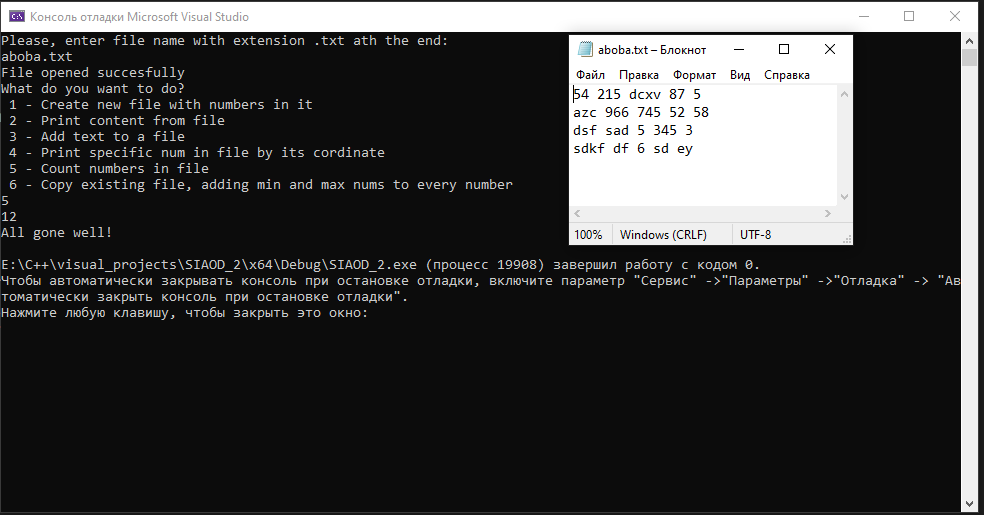 Консоль отладки Microsoft Visual Studio
Please, enter file name with extension .txt ath the end:
aboba.txt
File opened succesfully
What do you want to do?
1 - Create new file with numbers in it
2 - Print content from file
3 - Add text to a file
4 - Print specific num in file by its cordinate
5 - Count numbers in file
6 - Copy existing file, adding min and max nums to every number
5
12
All gone well!
E:\C++\visual_projects\SIAOD_2\x64\Debug\SIAOD_2.exe (процесс 19908) завершил работу с кодом 0.
Чтобы автоматически закрывать консоль при остановке отладки, включите параметр "Сервис" ->"Параметры" ->"Отладка" -> "Ав
томатически закрыть консоль при остановке отладки".
Нажмите любую клавишу, чтобы закрыть это окно:
aboba.txt – Блокнот
Файл Правка Формат Вид Справка
54 215 dcxv 87 5
azc 966 745 52 58
dsf sad 5 345 3
sdkf df 6 sd ey
100% Windows (CRLF) UTF-8